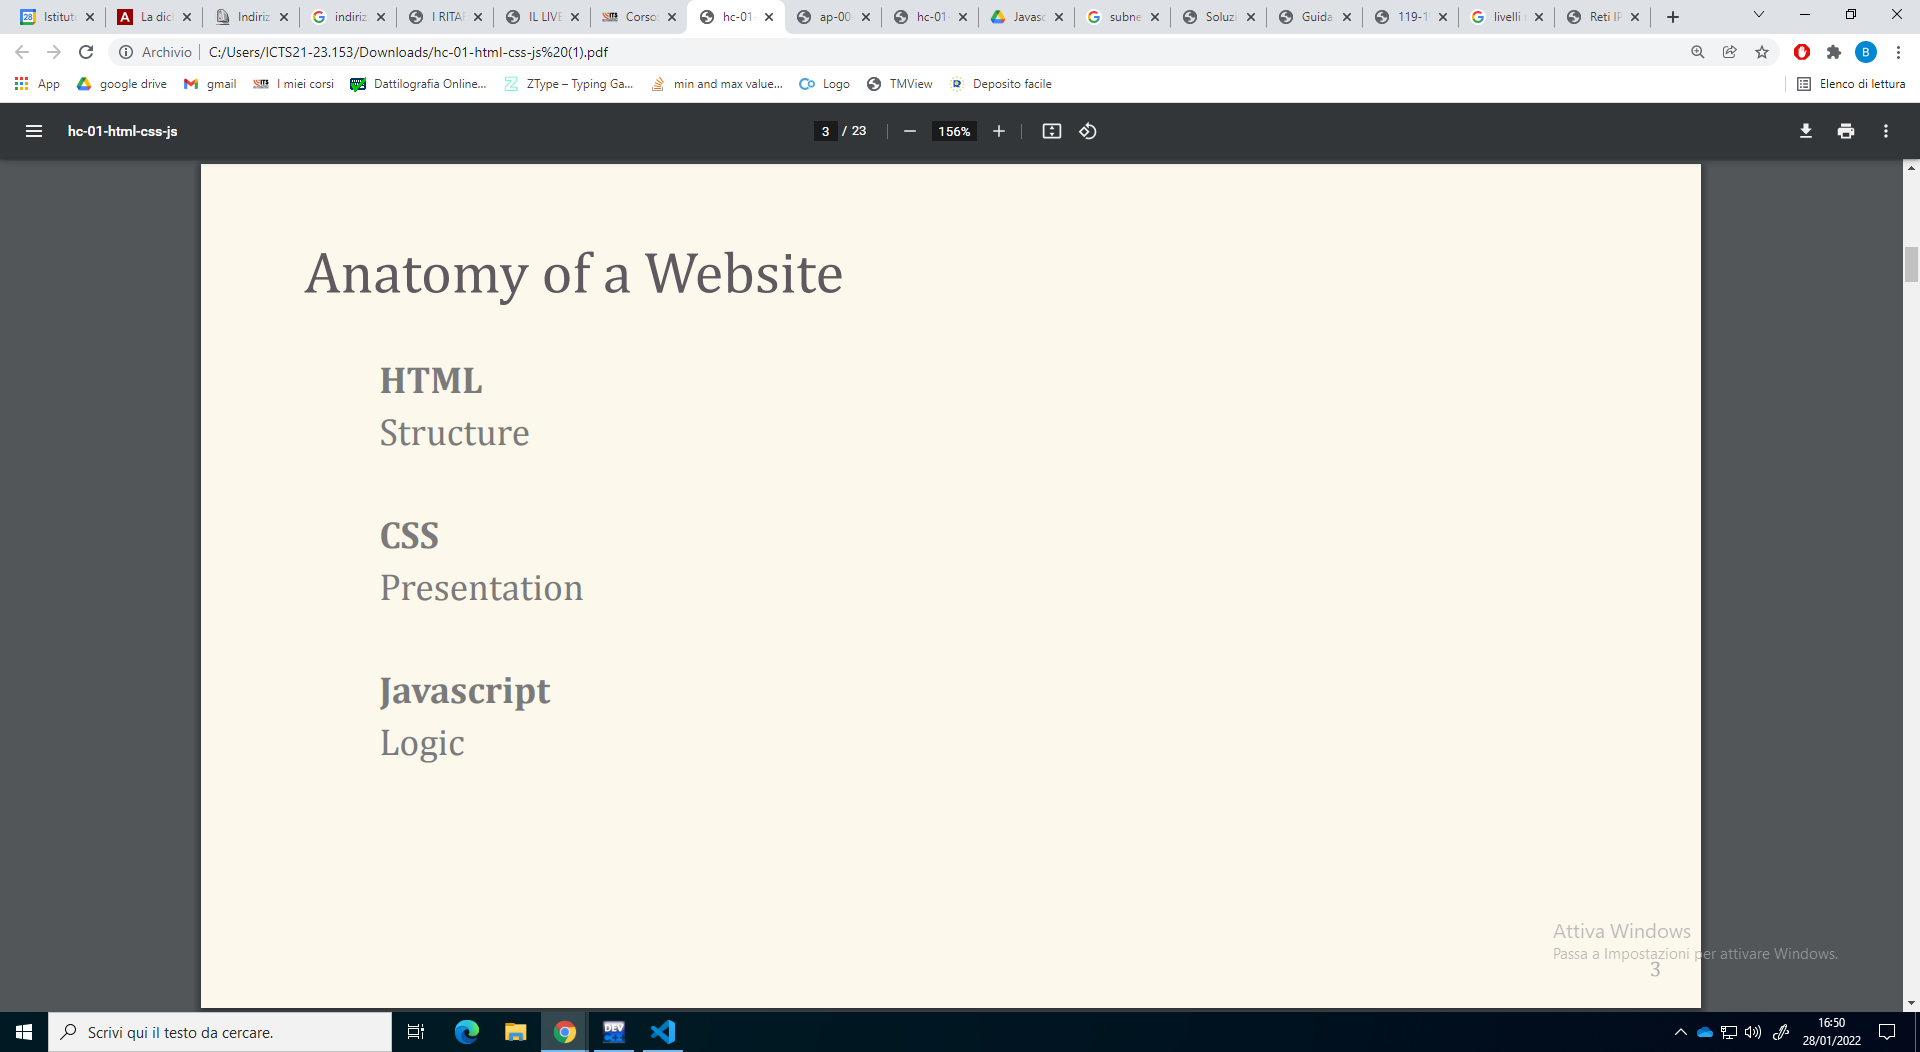 Istitut
La dic
Indiriz
indiriz
I RITA
IL LIVE
Corso
hc-01
ap-00
hc-01
Javasc
subne
Soluzi
Guida
119-1
livelli
Reti IP
Archivio
C:/Users/ICTS21-23.153/Downloads/hc-01-html-css-js%20(1).pdf
B
App
google drive
gmail
I miei corsi
Dattilografia Online...
ZType – Typing Ga...
min and max value...
Logo
TMView
Deposito facile
Elenco di lettura
hc-01-html-css-js
3 / 23
156%
Anatomy of a Website
HTML
Structure
CSS
Presentation
Javascript
Logic
Attiva Windows
Passa a Impostazioni per attivare Windows.
3
Scrivi qui il testo da cercare.
DEV
16:50
28/01/2022